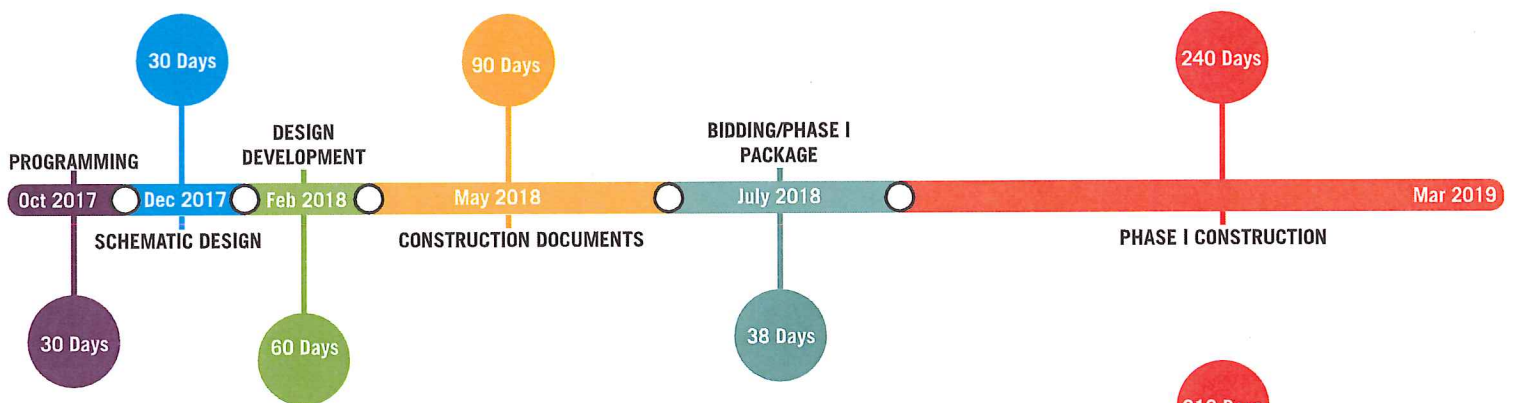 30 Days
90 Days
240 Days
PROGRAMMING
DESIGN
DEVELOPMENT
BIDDING/PHASE I
PACKAGE
Oct 2017
Dec 2017
Feb 2018
May 2018
July 2018
Mar 2019
SCHEMATIC DESIGN
CONSTRUCTION DOCUMENTS
PHASE I CONSTRUCTION
30 Days
60 Days
38 Days